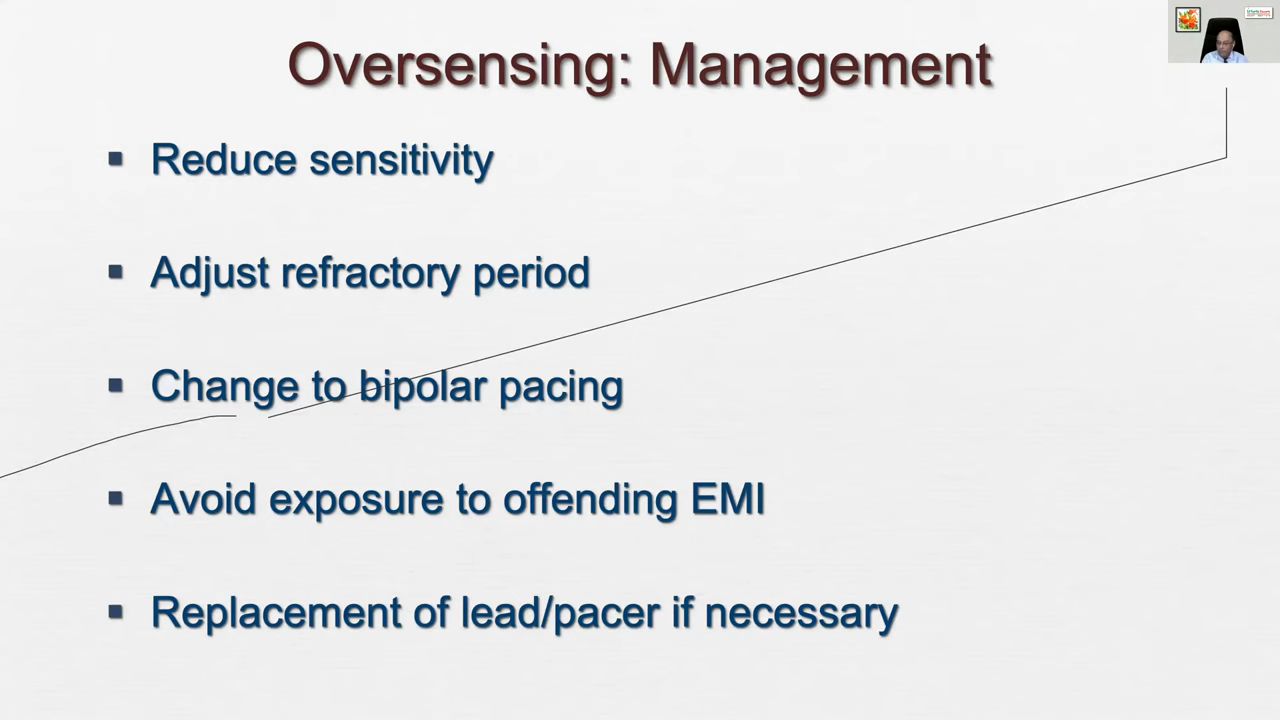 Oversensing: Management
▪ Reduce sensitivity
▪ Adjust refractory period
▪ Change to bipolar pacing
▪ Avoid exposure to offending EMI
▪ Replacement of lead/pacer if necessary